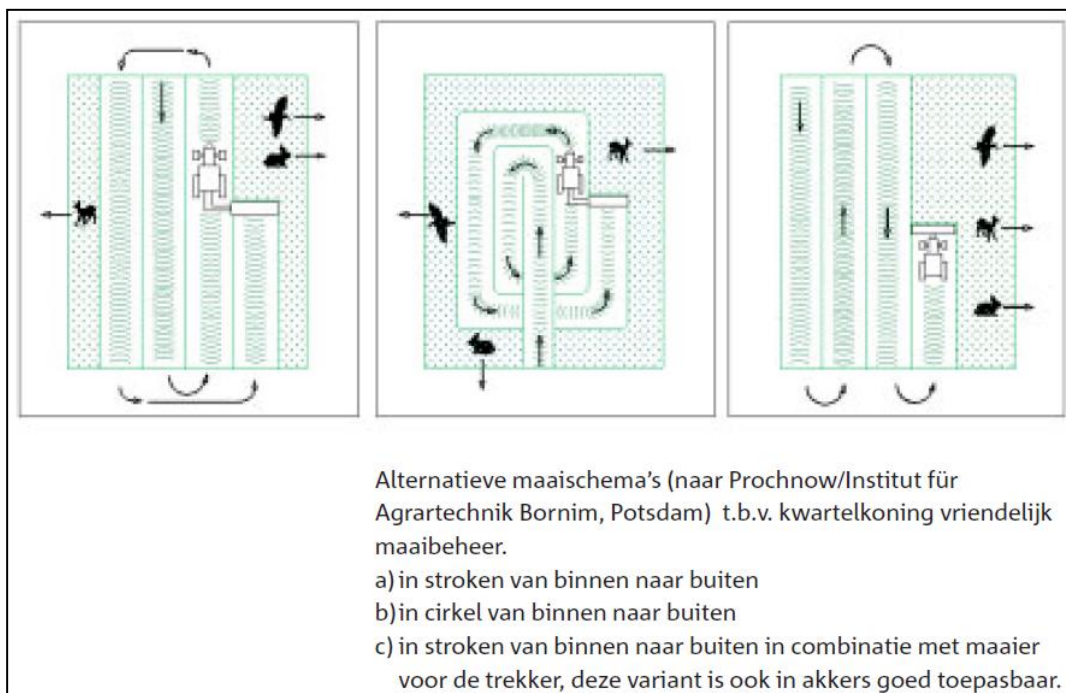 Alternatieve maaischema's (naar Prochnow/Institut für
Agrartechnik Bornim, Potsdam) t.b.v. kwartelkoning vriendelijk
maaibeheer.
a) in stroken van binnen naar buiten
b) in cirkel van binnen naar buiten
c) in stroken van binnen naar buiten in combinatie met maaier
voor de trekker, deze variant is ook in akkers goed toepasbaar.